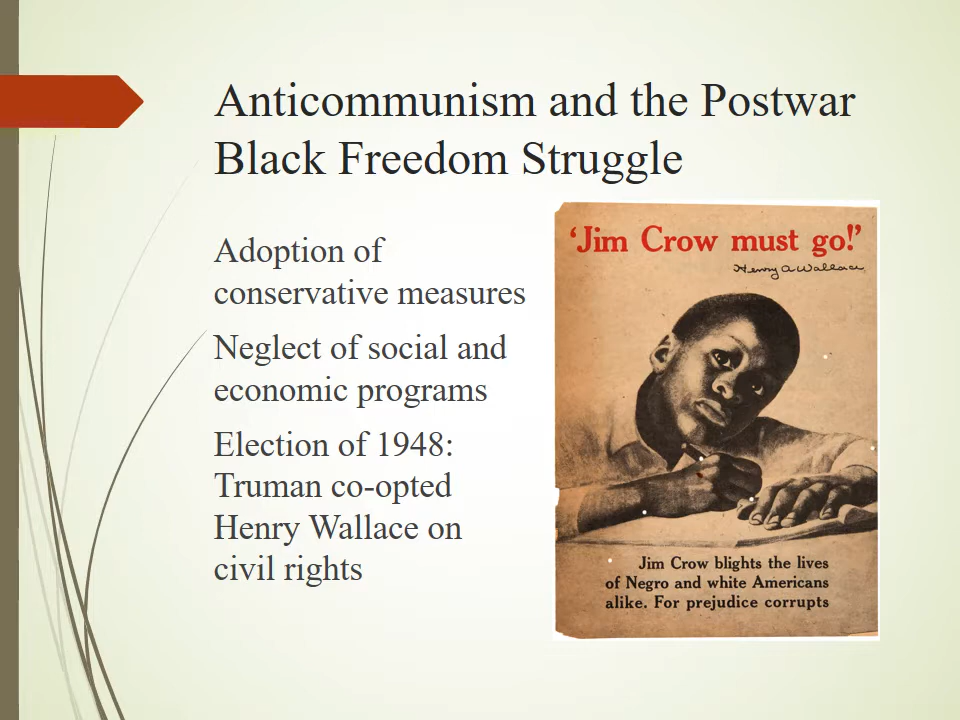 Anticommunism and the Postwar
Black Freedom Struggle
Adoption of
conservative measures
Neglect of social and
economic programs
Election of 1948:
Truman co-opted
Henry Wallace on
civil rights
‘Jim Crow must go!’
Henry A Wallace
Jim Crow blights the lives
of Negro and white Americans
alike. For prejudice corrupts